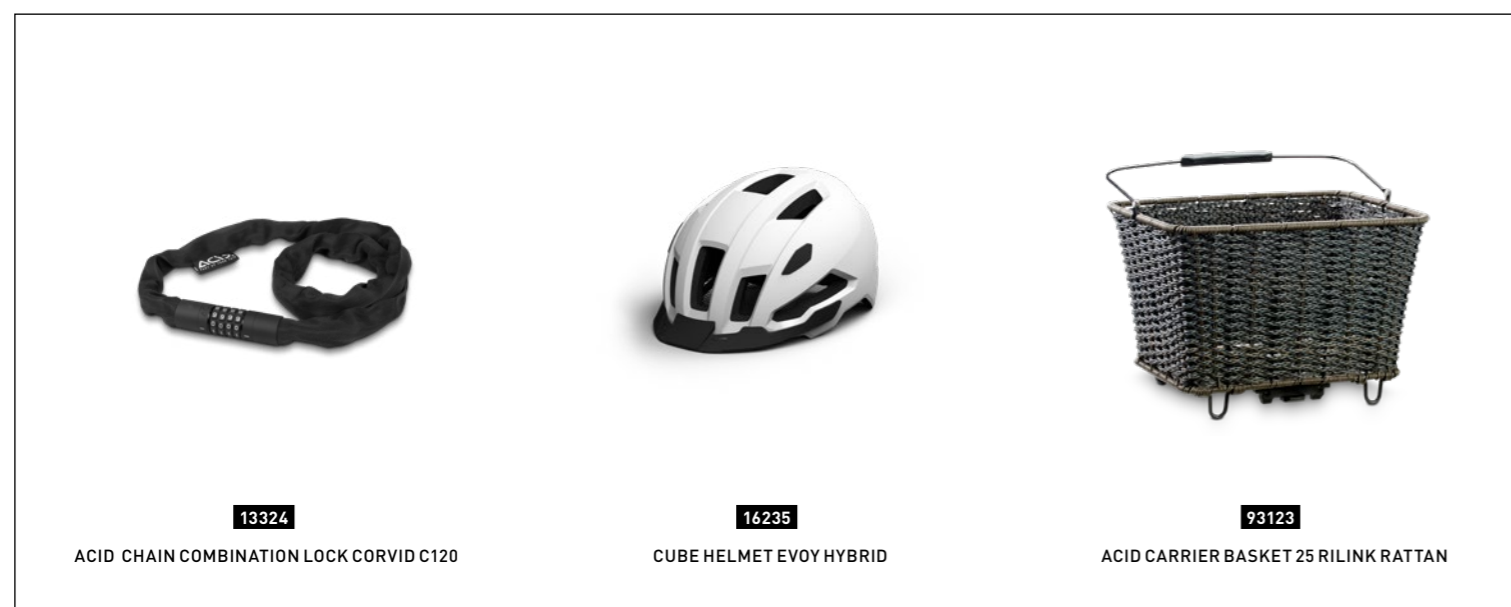 ACID
13324
16235
93123
ACID CHAIN COMBINATION LOCK CORVID C120
CUBE HELMET EVOY HYBRID
ACID CARRIER BASKET 25 RILINK RATTAN